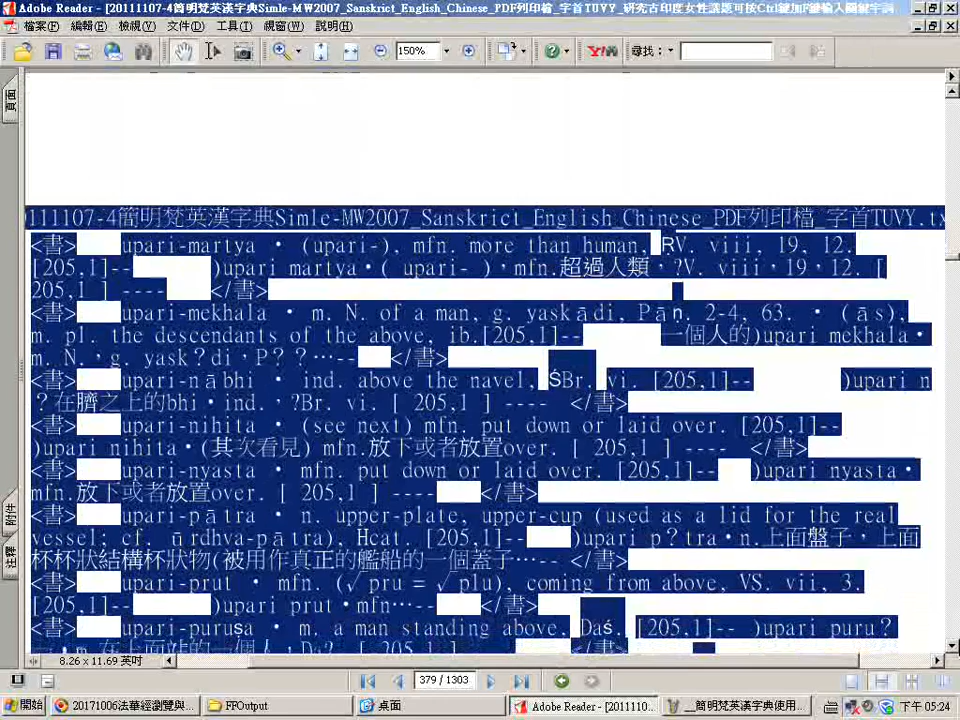 Adobe Reader - [20111107-4簡明梵英漢字典Simle-MW2007_Sanskrict_English_Chinese_PDF列印檔_字首TUVY_研究古印度女性議題可按Ctrl鍵加F鍵輸入關鍵字詞
檔案(F) 編輯(E) 檢視(V) 文件(D) 工具(T) 視窗(W) 說明(H)
150% Y! 尋找：
頁面
111107-4簡明梵英漢字典Simle-MW2007_Sanskrict_English_Chinese_PDF列印檔_字首TUVY.tx
<書> upari-martya · (upari-), mfn. more than human, ṚV. viii, 19, 12.
[205,1]-- )upari martya·( upari- )，mfn.超過人類，?V. viii，19，12. [
205,1 ] ---- </書>
<書> upari-mekhala · m. N. of a man, g. yaskādi, Pāṇ. 2-4, 63. · (ās),
m. pl. the descendants of the above, ib.[205,1]-- 一個人的)upari mekhala·
m. N.，g. yask？di，P？？…-- </書>
<書> upari-nābhi · ind. above the navel, ŚBr. vi. [205,1]-- )upari n
？在臍之上的bhi·ind.，?Br. vi. [ 205,1 ] ---- </書>
<書> upari-nihita · (see next) mfn. put down or laid over. [205,1]--
)upari nihita·(其次看見) mfn.放下或者放置over. [ 205,1 ] ---- </書>
<書> upari-nyasta · mfn. put down or laid over. [205,1]-- )upari nyasta·
mfn.放下或者放置over. [ 205,1 ] ---- </書>
<書> upari-pātra · n. upper-plate, upper-cup (used as a lid for the real
vessel; cf. ūrdhva-pātra), Hcat. [205,1]-- )upari p？tra·n.上面盤子，上面
杯杯狀結構杯狀物(被用作真正的艦船的一個蓋子…-- </書>
<書> upari-prut · mfn. (√pru = √plu), coming from above, VS. vii, 3.
[205,1]-- )upari prut·mfn…-- </書>
<書> upari-puruṣa · m. a man standing above, Daś. [205,1]-- )upari puru？
·m.在上面站的一個人，Da?. [ 205,1 ] ---- </書>
附件
註釋
8.26 x 11.69 英吋
379 / 1303
開始 20171006法華經瀏覽與... FFOutput 桌面 Adobe Reader - [2011110... __簡明梵英漢字典使用... 下午 05:24